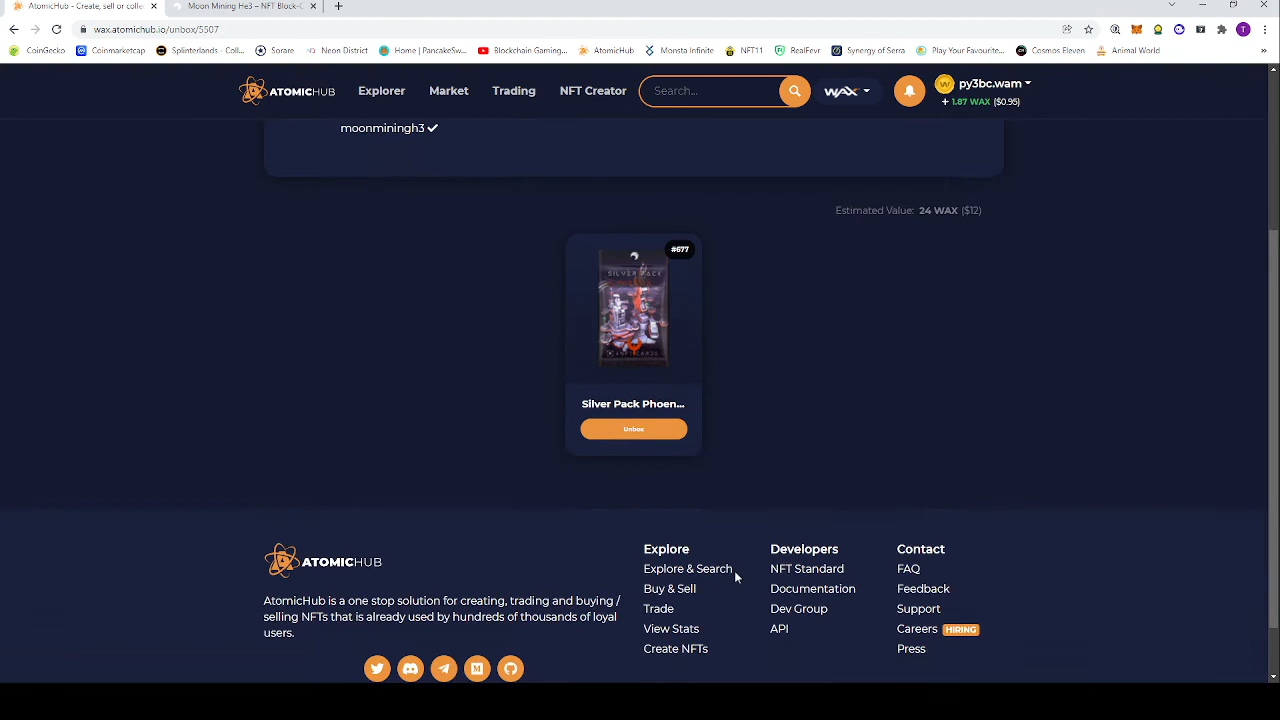 AtomicHub - Create, sell or colle
Moon Mining He3 – NFT Block-C
wax.atomichub.io/unbox/5507
T
CoinGecko
Coinmarketcap
Splinterlands - Coll...
Sorare
Neon District
Home | PancakeSw...
Blockchain Gaming...
AtomicHub
Monsta Infinite
NFT11
RealFevr
Synergy of Serra
Play Your Favourite...
Cosmos Eleven
Animal World
ATOMICHUB
Explorer
Market
Trading
NFT Creator
Search...
WAX
py3bc.wam
+ 1.87 WAX ($0.95)
moonminingh3
Estimated Value: 24 WAX ($12)
#677
SILVER PACK
Silver Pack Phoen...
Unbox
ATOMICHUB
AtomicHub is a one stop solution for creating, trading and buying /
selling NFTs that is already used by hundreds of thousands of loyal
users.
Explore
Explore & Search
Buy & Sell
Trade
View Stats
Create NFTs
Developers
NFT Standard
Documentation
Dev Group
API
Contact
FAQ
Feedback
Support
Careers HIRING
Press